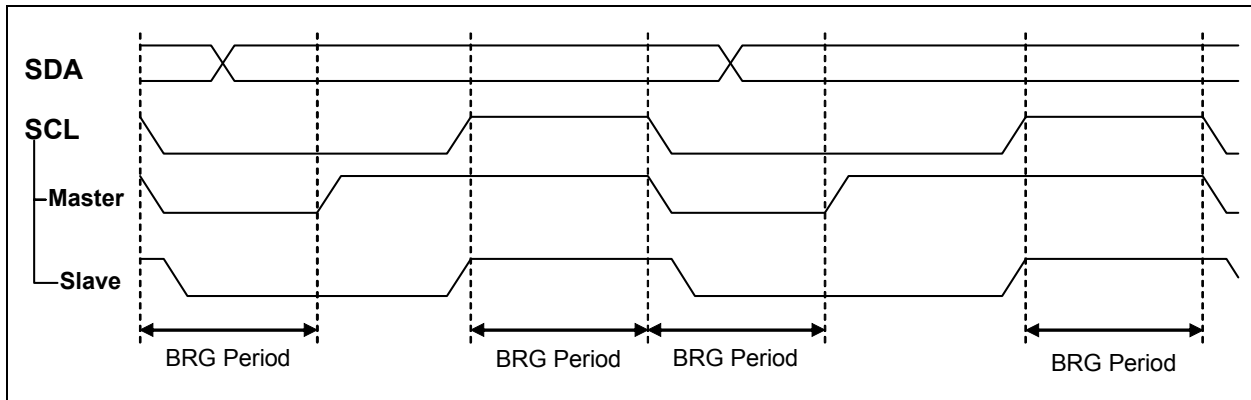 SDA
SCL
Master
Slave
BRG Period
BRG Period
BRG Period
BRG Period